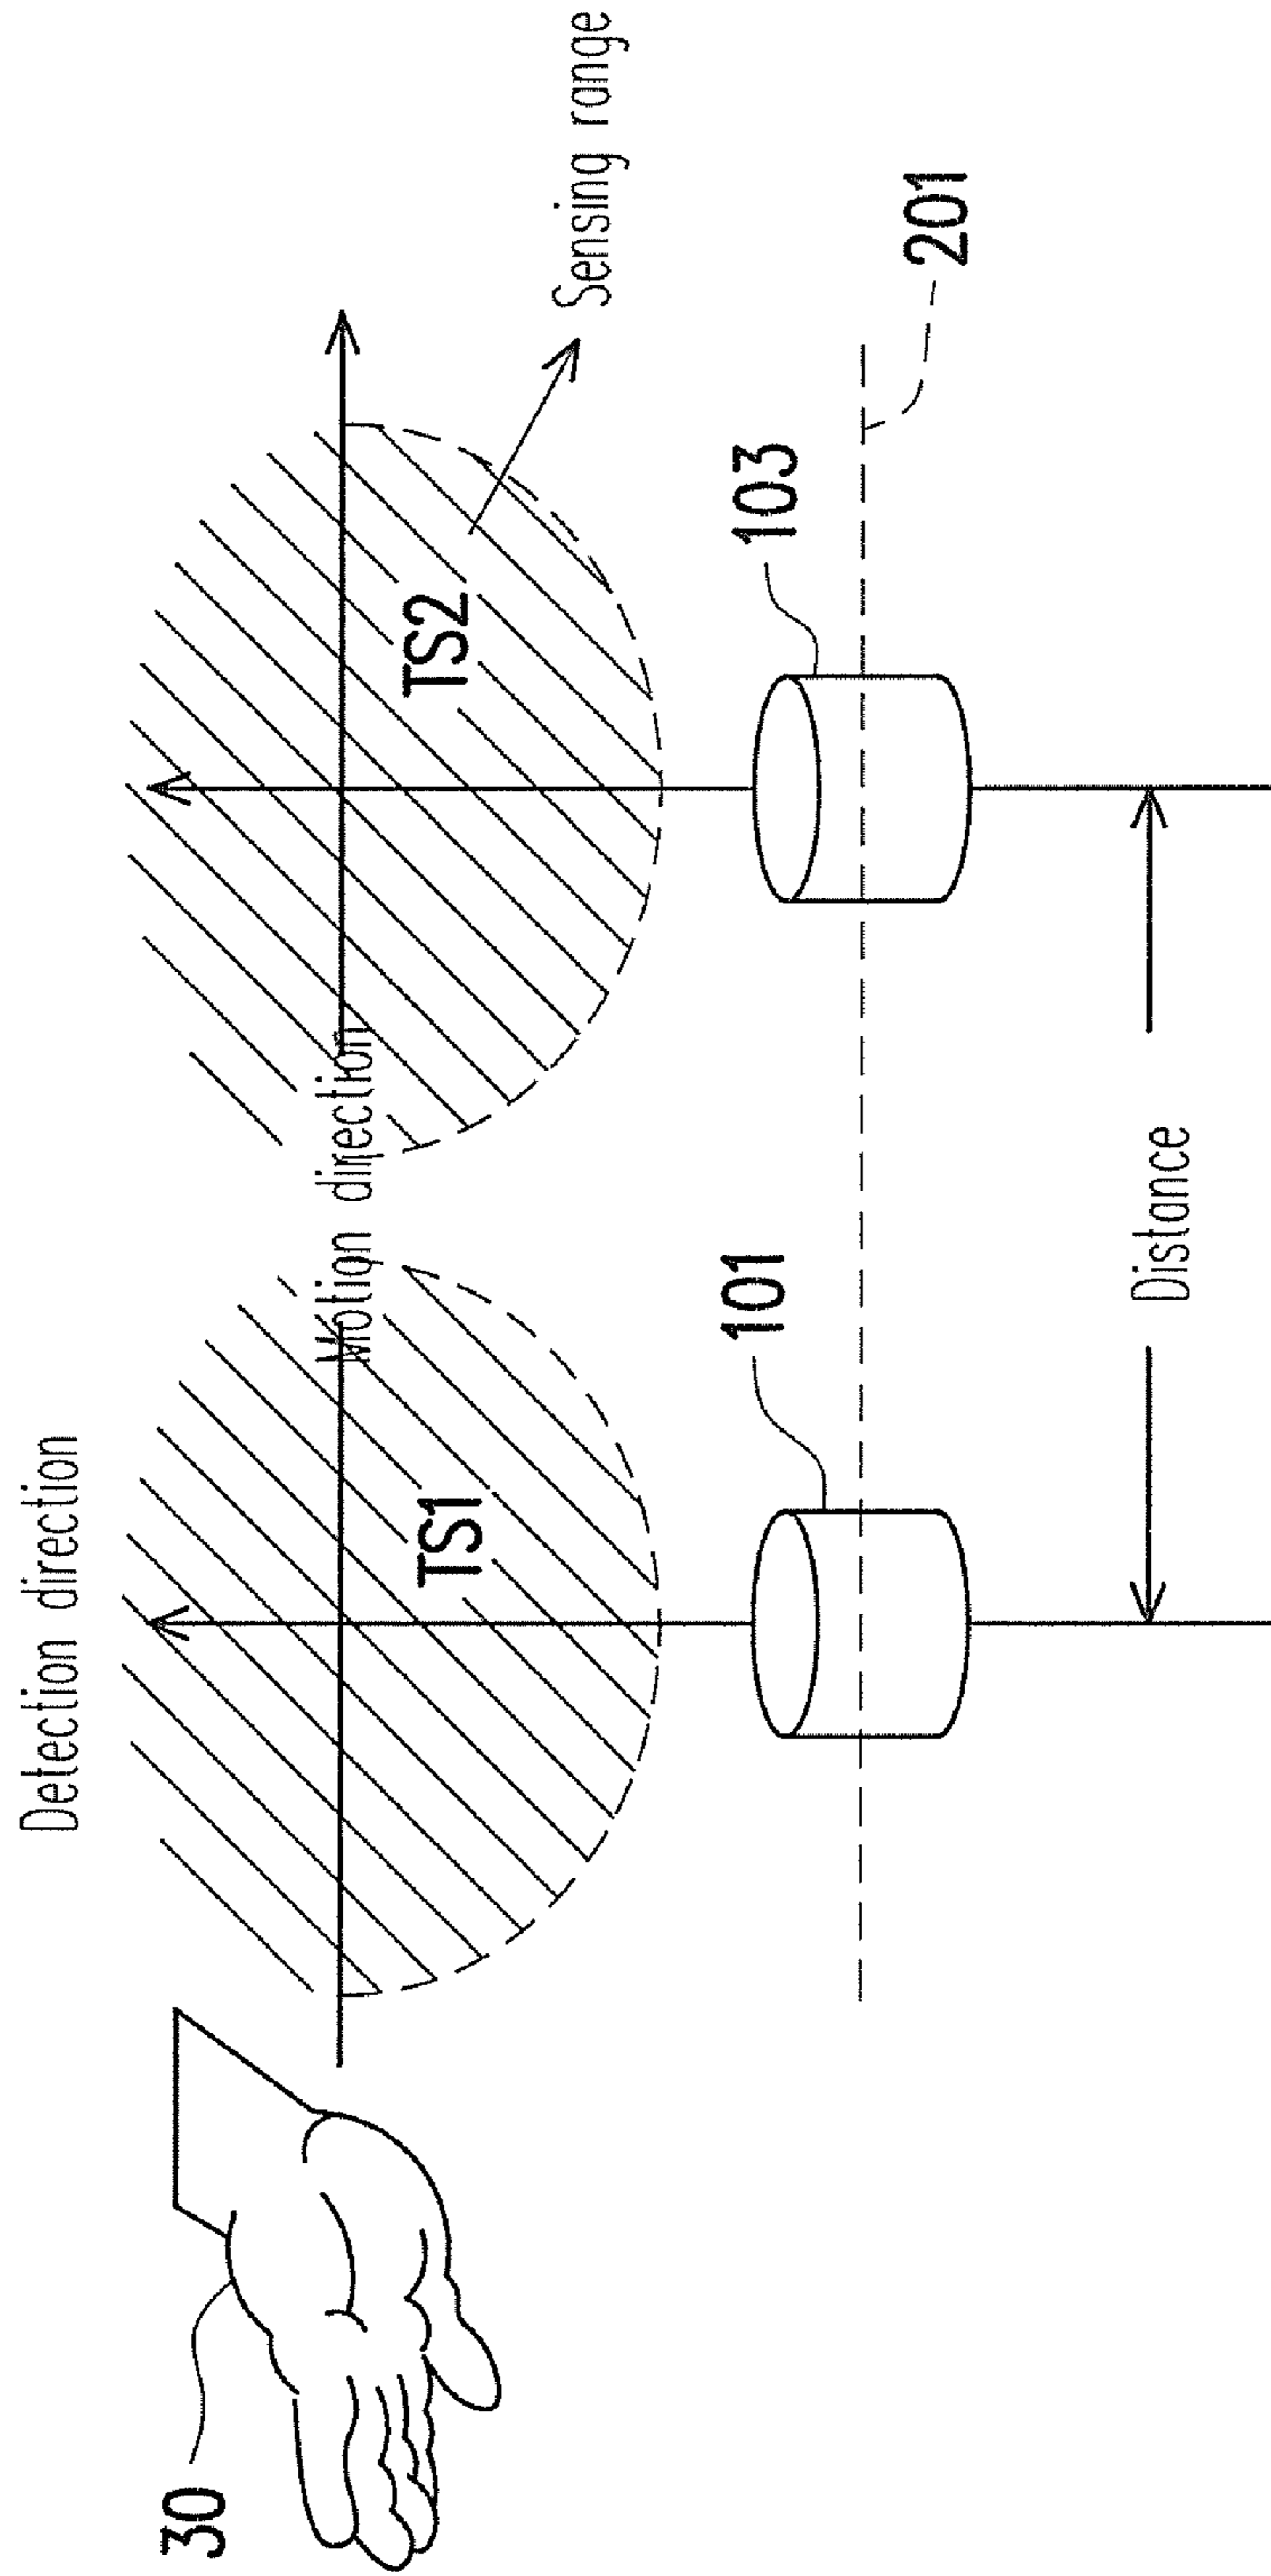 Detection direction
30
TS1
Motion direction
TS2
Sensing range
101
103
201
Distance